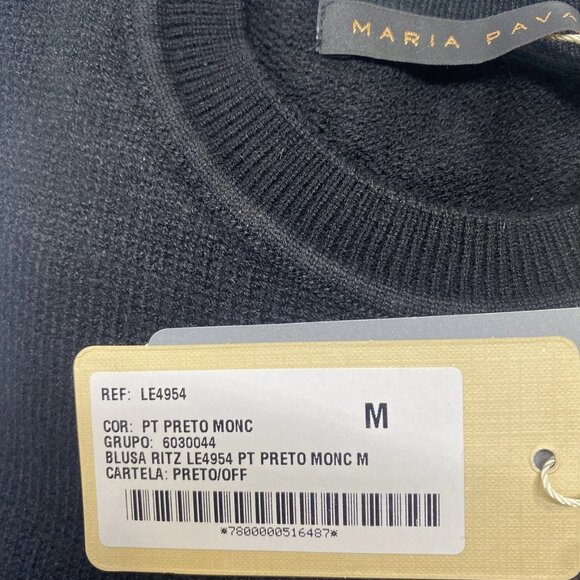 MARIA PAVA
REF: LE4954
M
COR: PT PRETO MONC
GRUPO: 6030044
BLUSA RITZ LE4954 PT PRETO MONC M
CARTELA: PRETO/OFF
*7800000516487*